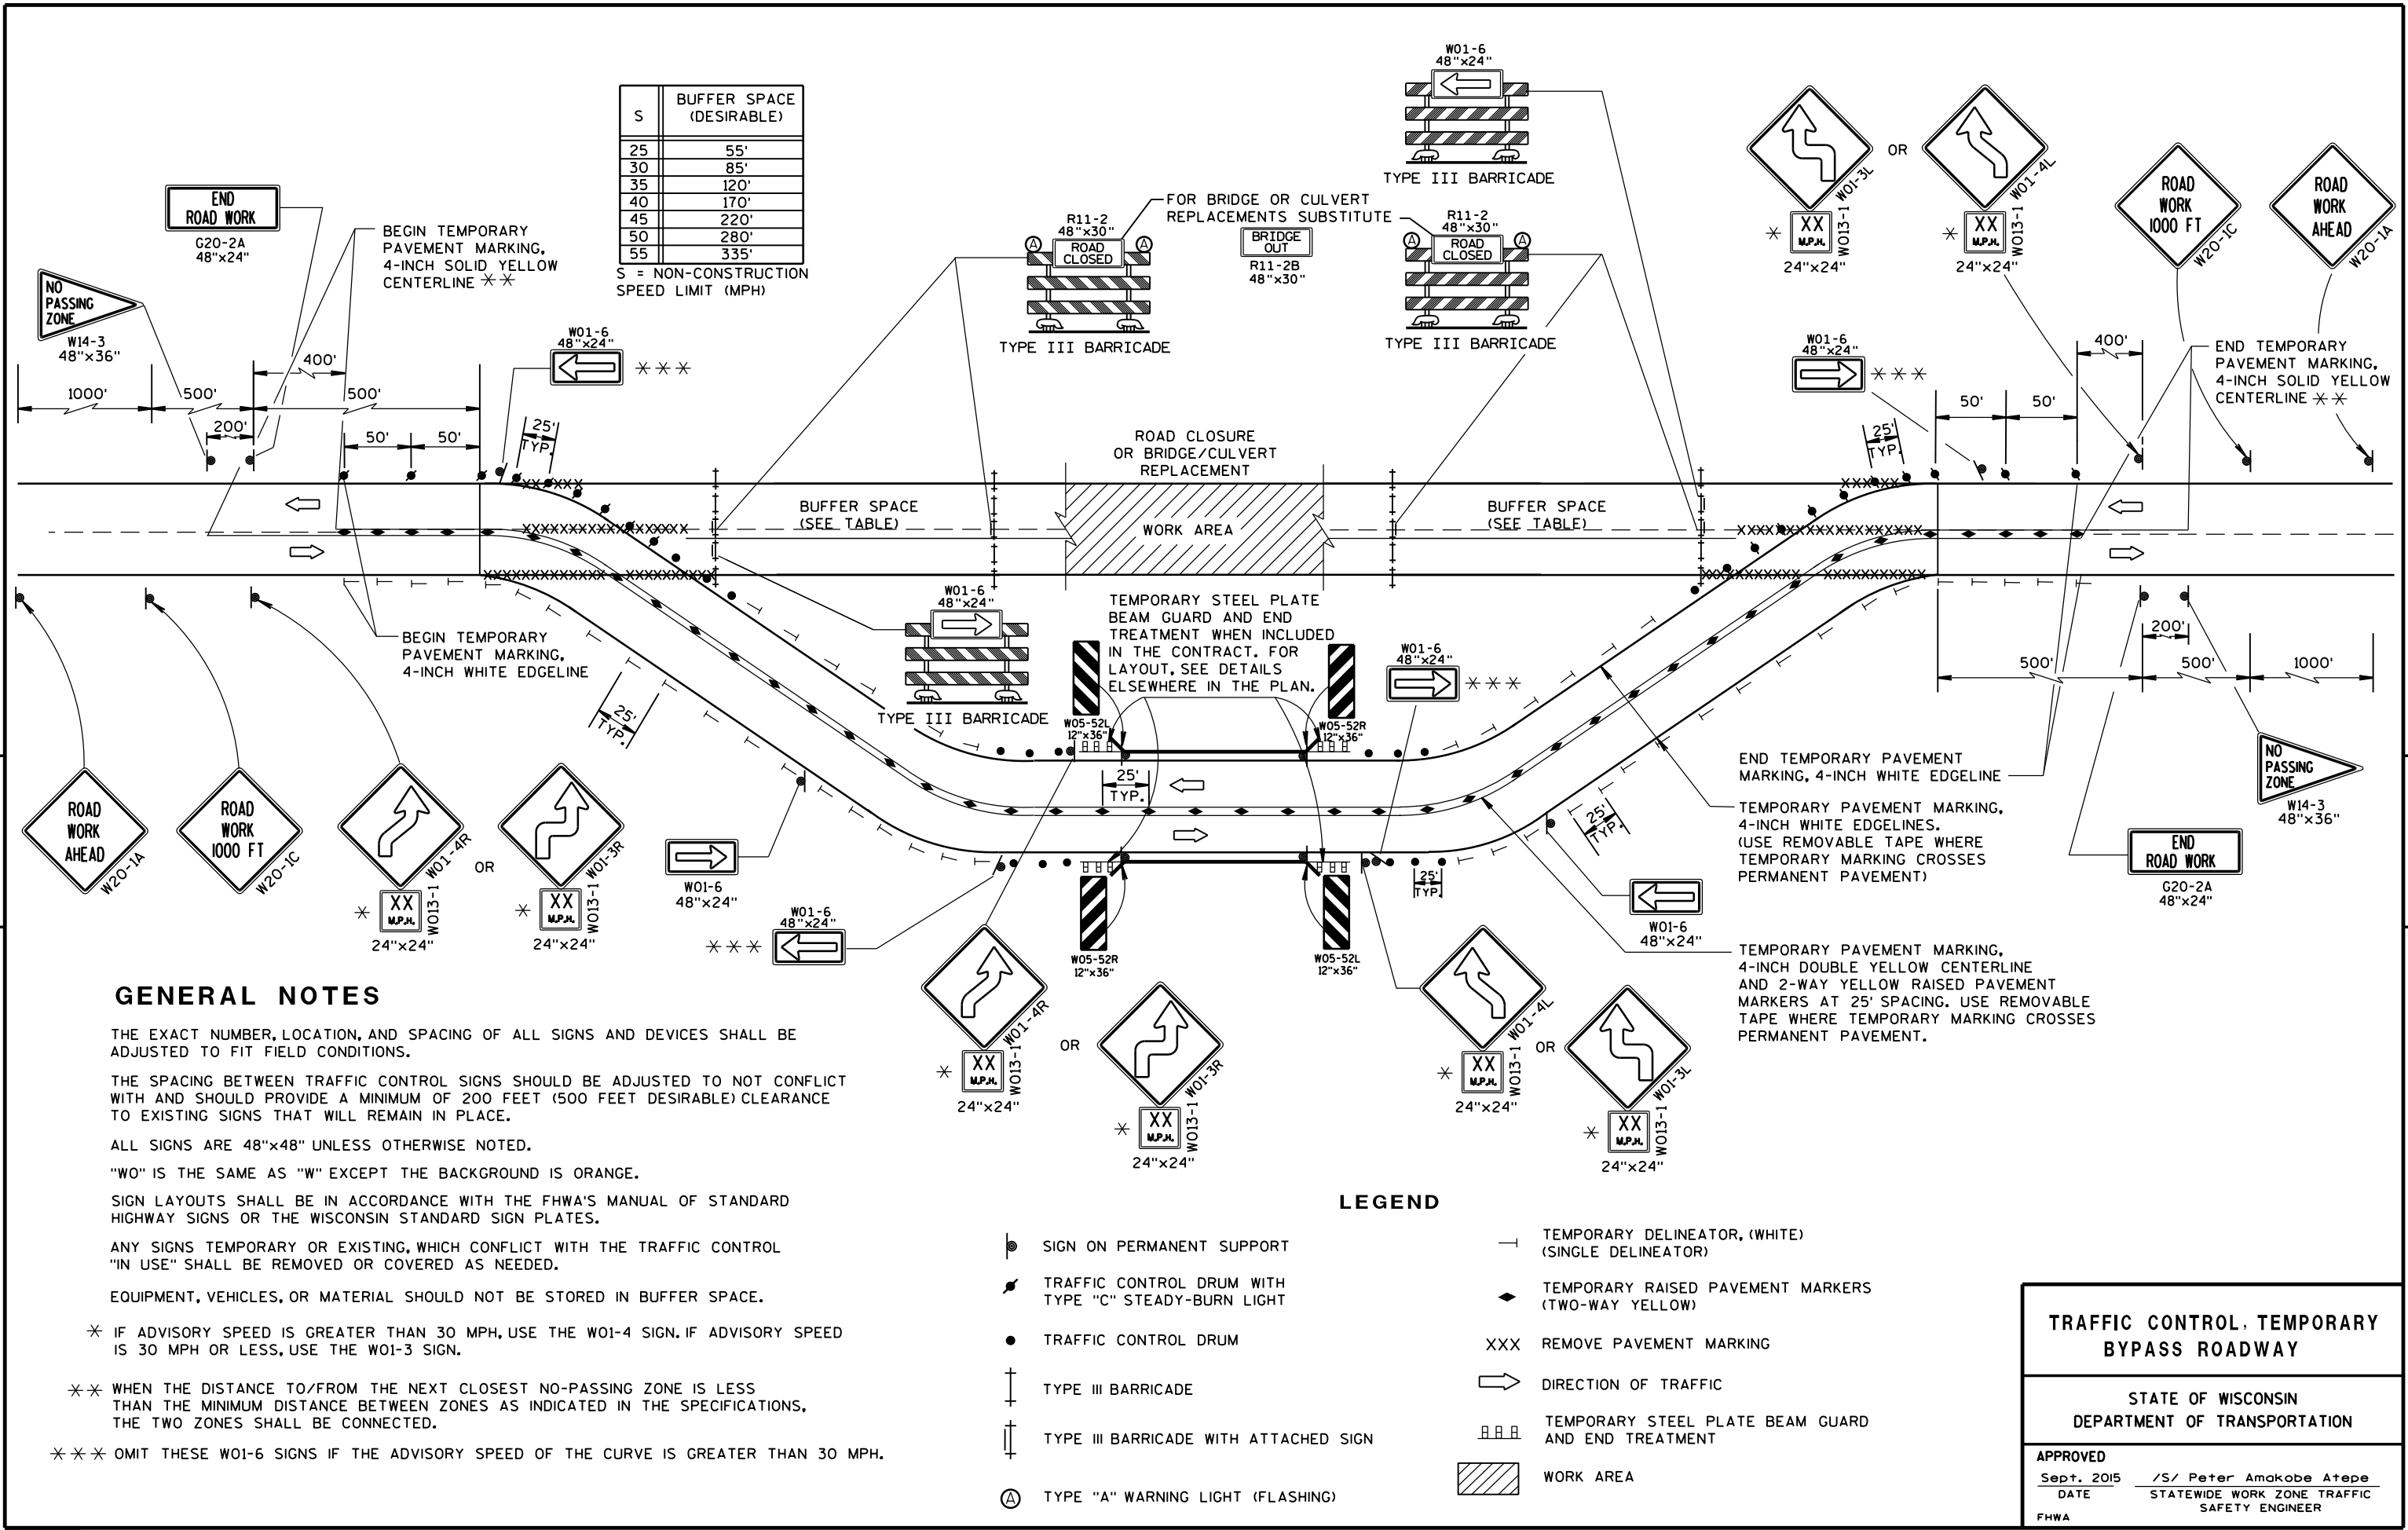 W01-6
48"x24"
TYPE III BARRICADE
S
BUFFER SPACE
(DESIRABLE)
25 55'
30 85'
35 120'
40 170'
45 220'
50 280'
55 335'
S = NON-CONSTRUCTION
SPEED LIMIT (MPH)
END
ROAD WORK
G20-2A
48"x24"
BEGIN TEMPORARY
PAVEMENT MARKING,
4-INCH SOLID YELLOW
CENTERLINE **
NO
PASSING
ZONE
W14-3
48"x36"
W01-6
48"x24"
***
FOR BRIDGE OR CULVERT
REPLACEMENTS SUBSTITUTE
R11-2
48"x30"
A
ROAD
CLOSED
A
TYPE III BARRICADE
BRIDGE
OUT
R11-2B
48"x30"
R11-2
48"x30"
A
ROAD
CLOSED
A
TYPE III BARRICADE
W01-3L
*
XX
M.P.H.
W013-1
24"x24"
OR
W01-4L
*
XX
M.P.H.
W013-1
24"x24"
ROAD
WORK
1000 FT
W20-1C
ROAD
WORK
AHEAD
W20-1A
W01-6
48"x24"
***
END TEMPORARY
PAVEMENT MARKING,
4-INCH SOLID YELLOW
CENTERLINE **
1000'
500'
200'
400'
500'
50'
50'
25'
TYP.
25'
TYP.
50'
50'
400'
ROAD CLOSURE
OR BRIDGE/CULVERT
REPLACEMENT
BUFFER SPACE
(SEE TABLE)
WORK AREA
BUFFER SPACE
(SEE TABLE)
BEGIN TEMPORARY
PAVEMENT MARKING,
4-INCH WHITE EDGELINE
25'
TYP.
W01-6
48"x24"
TYPE III BARRICADE
TEMPORARY STEEL PLATE
BEAM GUARD AND END
TREATMENT WHEN INCLUDED
IN THE CONTRACT. FOR
LAYOUT, SEE DETAILS
ELSEWHERE IN THE PLAN.
W05-52L
12"x36"
W05-52R
12"x36"
W01-6
48"x24"
***
200'
500'
500'
1000'
25'
TYP.
25'
TYP.
25'
TYP.
END TEMPORARY PAVEMENT
MARKING, 4-INCH WHITE EDGELINE
TEMPORARY PAVEMENT MARKING,
4-INCH WHITE EDGELINES.
(USE REMOVABLE TAPE WHERE
TEMPORARY MARKING CROSSES
PERMANENT PAVEMENT)
NO
PASSING
ZONE
W14-3
48"x36"
END
ROAD WORK
G20-2A
48"x24"
ROAD
WORK
AHEAD
W20-1A
ROAD
WORK
1000 FT
W20-1C
W01-4R
*
XX
M.P.H.
W013-1
24"x24"
OR
W01-3R
*
XX
M.P.H.
W013-1
24"x24"
W01-6
48"x24"
W01-6
48"x24"
***
W05-52R
12"x36"
W05-52L
12"x36"
W01-6
48"x24"
TEMPORARY PAVEMENT MARKING,
4-INCH DOUBLE YELLOW CENTERLINE
AND 2-WAY YELLOW RAISED PAVEMENT
MARKERS AT 25' SPACING. USE REMOVABLE
TAPE WHERE TEMPORARY MARKING CROSSES
PERMANENT PAVEMENT.
W01-4R
*
XX
M.P.H.
W013-1
24"x24"
OR
W01-3R
*
XX
M.P.H.
W013-1
24"x24"
W01-4L
*
XX
M.P.H.
W013-1
24"x24"
OR
W01-3L
*
XX
M.P.H.
W013-1
24"x24"
GENERAL NOTES
THE EXACT NUMBER, LOCATION, AND SPACING OF ALL SIGNS AND DEVICES SHALL BE
ADJUSTED TO FIT FIELD CONDITIONS.
THE SPACING BETWEEN TRAFFIC CONTROL SIGNS SHOULD BE ADJUSTED TO NOT CONFLICT
WITH AND SHOULD PROVIDE A MINIMUM OF 200 FEET (500 FEET DESIRABLE) CLEARANCE
TO EXISTING SIGNS THAT WILL REMAIN IN PLACE.
ALL SIGNS ARE 48"x48" UNLESS OTHERWISE NOTED.
"WO" IS THE SAME AS "W" EXCEPT THE BACKGROUND IS ORANGE.
SIGN LAYOUTS SHALL BE IN ACCORDANCE WITH THE FHWA'S MANUAL OF STANDARD
HIGHWAY SIGNS OR THE WISCONSIN STANDARD SIGN PLATES.
ANY SIGNS TEMPORARY OR EXISTING, WHICH CONFLICT WITH THE TRAFFIC CONTROL
"IN USE" SHALL BE REMOVED OR COVERED AS NEEDED.
EQUIPMENT, VEHICLES, OR MATERIAL SHOULD NOT BE STORED IN BUFFER SPACE.
* IF ADVISORY SPEED IS GREATER THAN 30 MPH, USE THE W01-4 SIGN. IF ADVISORY SPEED
IS 30 MPH OR LESS, USE THE W01-3 SIGN.
** WHEN THE DISTANCE TO/FROM THE NEXT CLOSEST NO-PASSING ZONE IS LESS
THAN THE MINIMUM DISTANCE BETWEEN ZONES AS INDICATED IN THE SPECIFICATIONS,
THE TWO ZONES SHALL BE CONNECTED.
*** OMIT THESE W01-6 SIGNS IF THE ADVISORY SPEED OF THE CURVE IS GREATER THAN 30 MPH.
LEGEND
SIGN ON PERMANENT SUPPORT
TRAFFIC CONTROL DRUM WITH
TYPE "C" STEADY-BURN LIGHT
TRAFFIC CONTROL DRUM
TYPE III BARRICADE
TYPE III BARRICADE WITH ATTACHED SIGN
A TYPE "A" WARNING LIGHT (FLASHING)
TEMPORARY DELINEATOR, (WHITE)
(SINGLE DELINEATOR)
TEMPORARY RAISED PAVEMENT MARKERS
(TWO-WAY YELLOW)
XXX REMOVE PAVEMENT MARKING
DIRECTION OF TRAFFIC
TEMPORARY STEEL PLATE BEAM GUARD
AND END TREATMENT
WORK AREA
TRAFFIC CONTROL, TEMPORARY
BYPASS ROADWAY
STATE OF WISCONSIN
DEPARTMENT OF TRANSPORTATION
APPROVED
Sept. 2015 /S/ Peter Amakobe Atepe
DATE STATEWIDE WORK ZONE TRAFFIC
SAFETY ENGINEER
FHWA